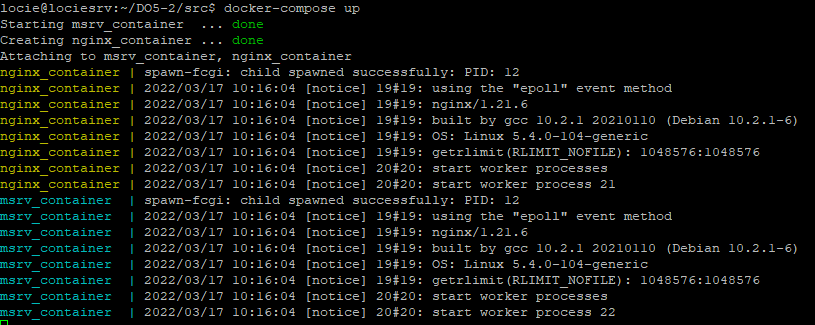 locie@lociesrv:~/DO5-2/src$ docker-compose up
Starting msrv_container  ... done
Creating nginx_container ... done
Attaching to msrv_container, nginx_container
nginx_container | spawn-fcgi: child spawned successfully: PID: 12
nginx_container | 2022/03/17 10:16:04 [notice] 19#19: using the "epoll" event method
nginx_container | 2022/03/17 10:16:04 [notice] 19#19: nginx/1.21.6
nginx_container | 2022/03/17 10:16:04 [notice] 19#19: built by gcc 10.2.1 20210110 (Debian 10.2.1-6)
nginx_container | 2022/03/17 10:16:04 [notice] 19#19: OS: Linux 5.4.0-104-generic
nginx_container | 2022/03/17 10:16:04 [notice] 19#19: getrlimit(RLIMIT_NOFILE): 1048576:1048576
nginx_container | 2022/03/17 10:16:04 [notice] 20#20: start worker processes
nginx_container | 2022/03/17 10:16:04 [notice] 20#20: start worker process 21
msrv_container  | spawn-fcgi: child spawned successfully: PID: 12
msrv_container  | 2022/03/17 10:16:04 [notice] 19#19: using the "epoll" event method
msrv_container  | 2022/03/17 10:16:04 [notice] 19#19: nginx/1.21.6
msrv_container  | 2022/03/17 10:16:04 [notice] 19#19: built by gcc 10.2.1 20210110 (Debian 10.2.1-6)
msrv_container  | 2022/03/17 10:16:04 [notice] 19#19: OS: Linux 5.4.0-104-generic
msrv_container  | 2022/03/17 10:16:04 [notice] 19#19: getrlimit(RLIMIT_NOFILE): 1048576:1048576
msrv_container  | 2022/03/17 10:16:04 [notice] 20#20: start worker processes
msrv_container  | 2022/03/17 10:16:04 [notice] 20#20: start worker process 22